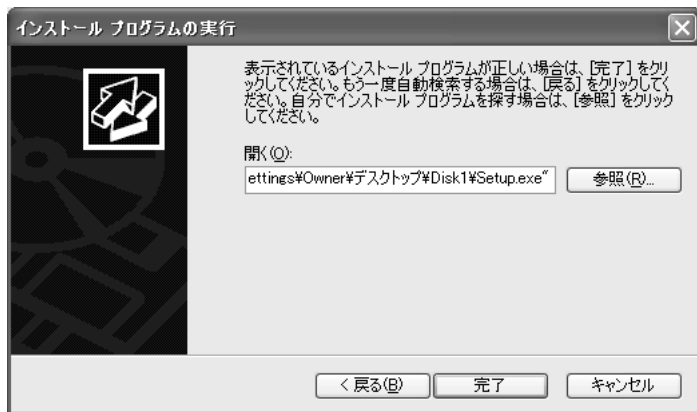 インストール プログラムの実行
表示されているインストール プログラムが正しい場合は、[完了] をクリ
ックしてください。もう一度自動検索する場合は、[戻る] をクリックしてく
ださい。自分でインストール プログラムを探す場合は、[参照] をクリック
してください。
開く(O):
ettings¥Owner¥デスクトップ¥Disk1¥Setup.exe"
参照(R)...
< 戻る(B)
完了
キャンセル